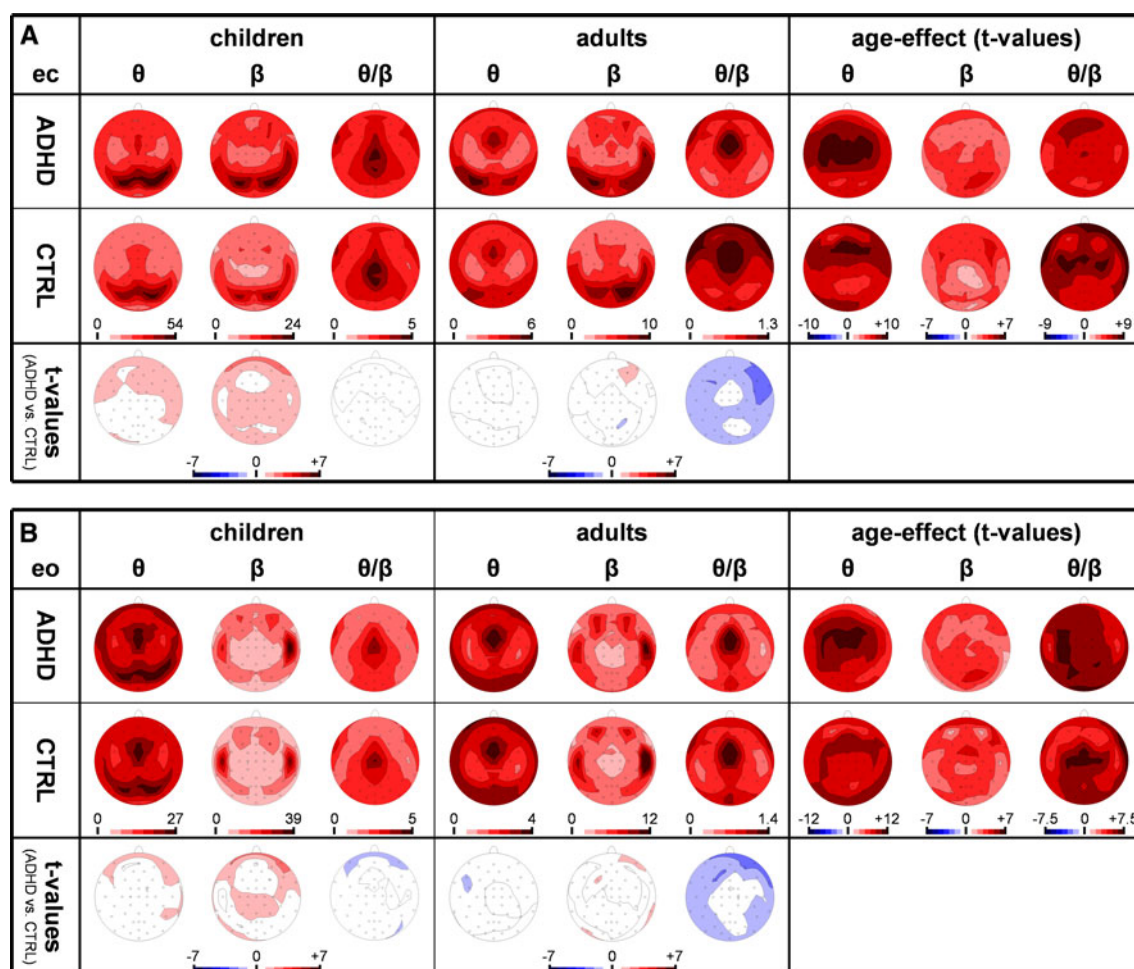 A children adults age-effect (t-values)
ec θ β θ/β θ β θ/β θ β θ/β
ADHD
CTRL
0 54 0 24 0 5 0 6 0 10 0 1.3 -10 0 +10 -7 0 +7 -9 0 +9
t-values
(ADHD vs. CTRL)
-7 0 +7 -7 0 +7
B children adults age-effect (t-values)
eo θ β θ/β θ β θ/β θ β θ/β
ADHD
CTRL
0 27 0 39 0 5 0 4 0 12 0 1.4 -12 0 +12 -7 0 +7 -7.5 0 +7.5
t-values
(ADHD vs. CTRL)
-7 0 +7 -7 0 +7